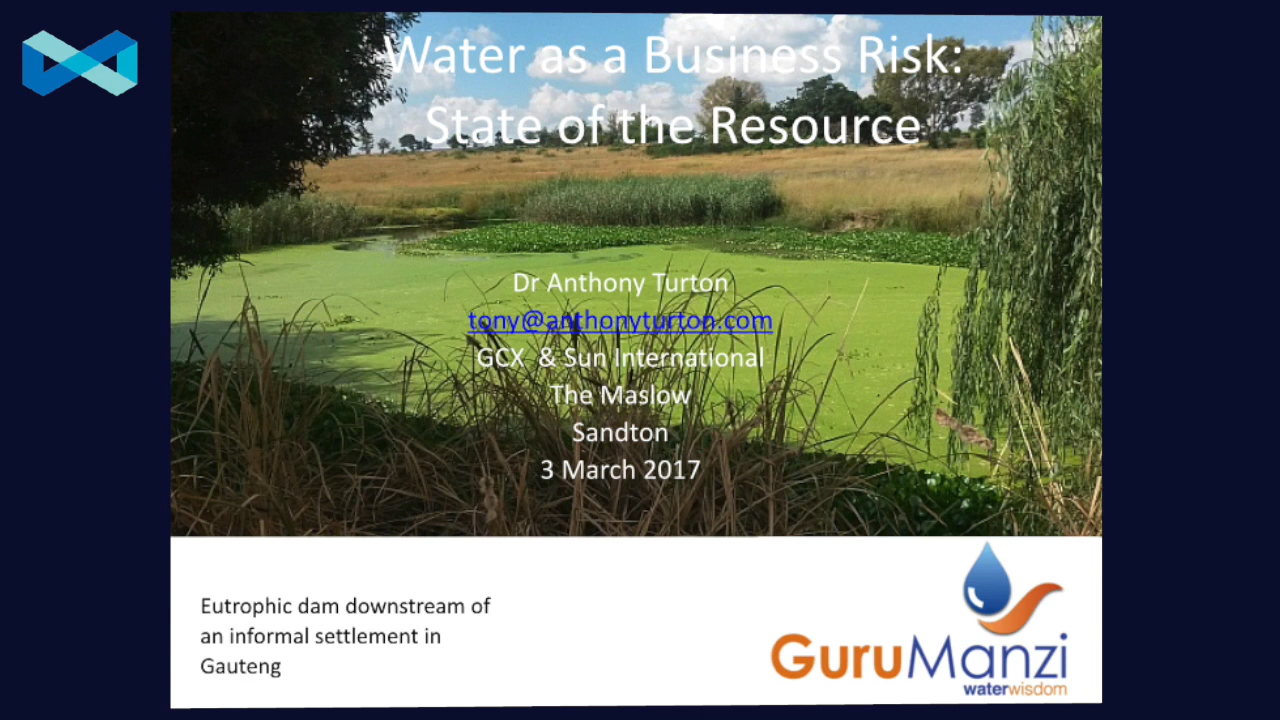 Water as a Business Risk:
State of the Resource
Dr Anthony Turton
tony@anthonyturton.com
GCX & Sun International
The Maslow
Sandton
3 March 2017
Eutrophic dam downstream of
an informal settlement in
Gauteng
GuruManzi
waterwisdom